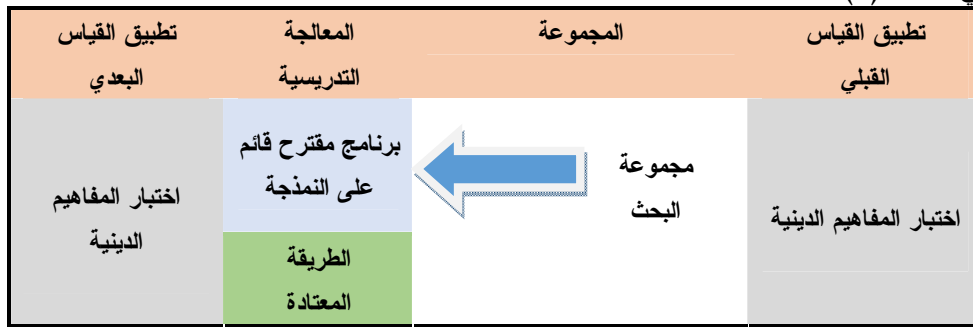 تطبيق القياس
القبلي
المجموعة
المعالجة
التدريسية
تطبيق القياس
البعدي
اختبار المفاهيم الدينية
مجموعة
البحث
برنامج مقترح قائم
على النمذجة
الطريقة
المعتادة
اختبار المفاهيم
الدينية